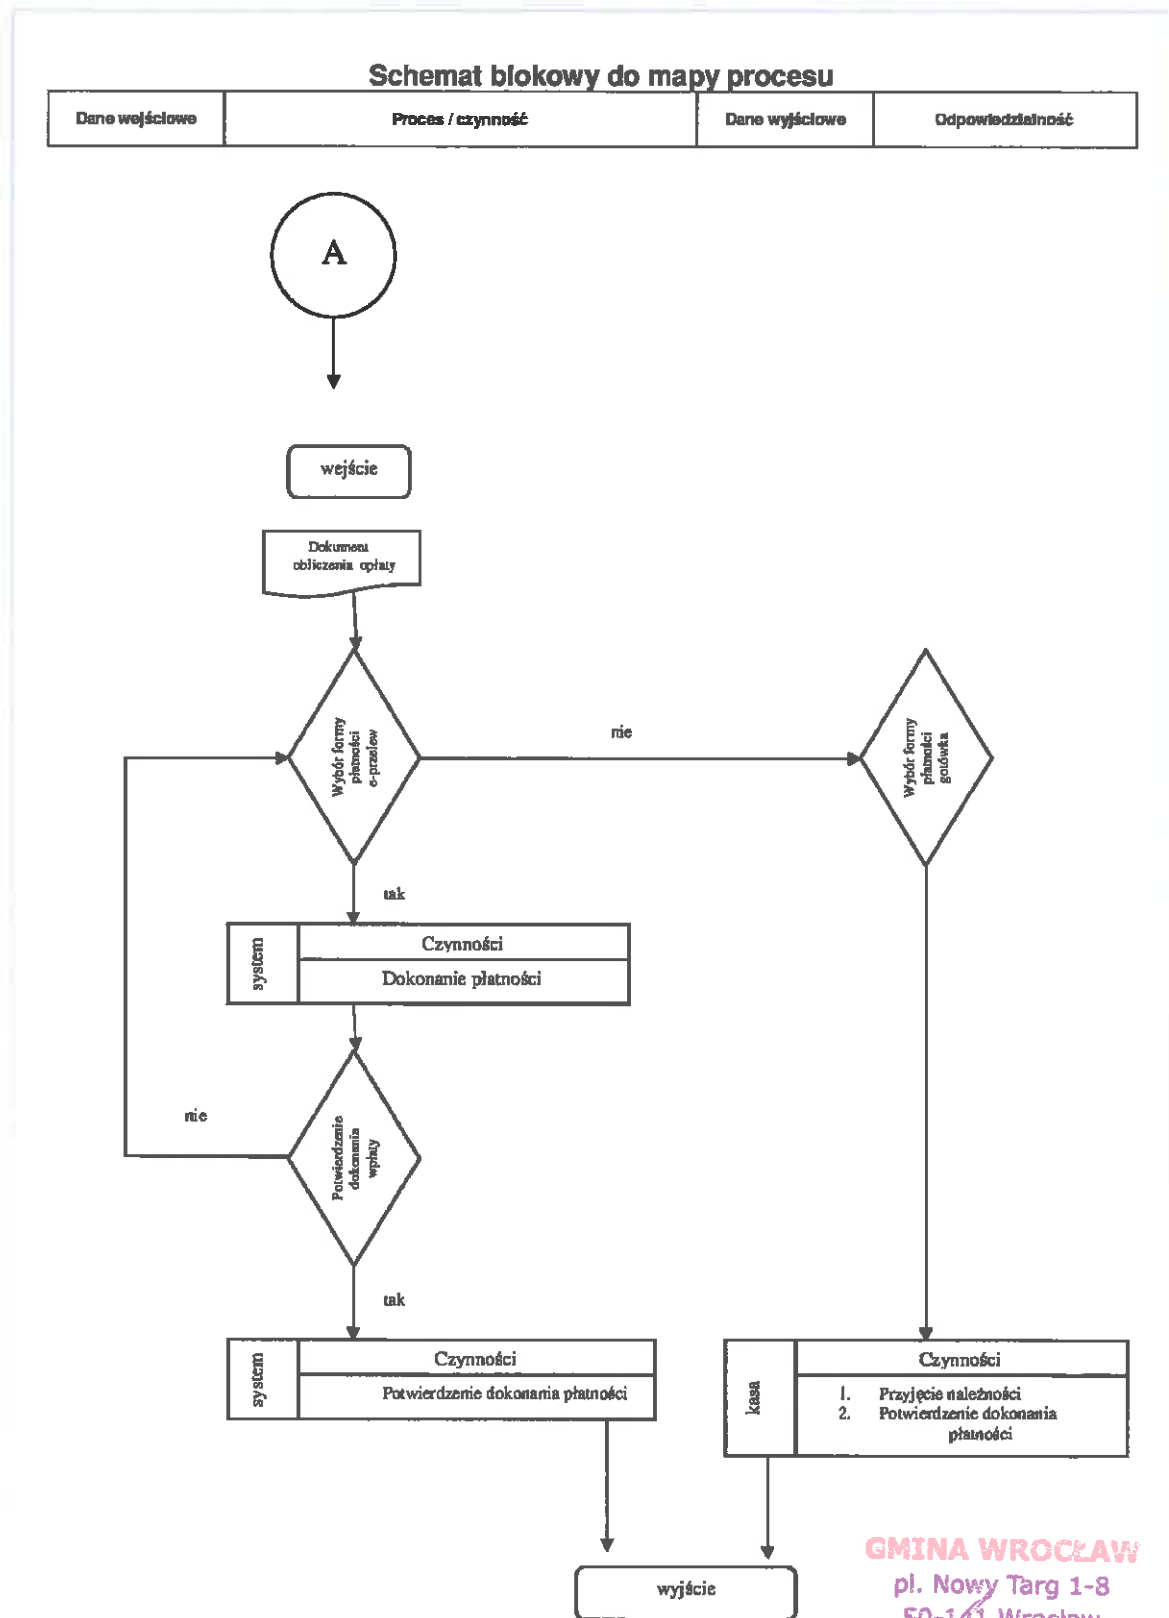 Schemat blokowy do mapy procesu
Dane wejściowe
Proces / czynność
Dane wyjściowe
Odpowiedzialność
A
wejście
Dokument
obliczenia opłaty
Wybór formy
płatności
e-przelew
nie
Wybór formy
płatności
gotówka
tak
system
Czynności
Dokonanie płatności
nie
Potwierdzenie
dokonania
wpłaty
tak
system
Czynności
Potwierdzenie dokonania płatności
kasa
Czynności
1. Przyjęcie należności
2. Potwierdzenie dokonania
płatności
wyjście
GMINA WROCŁAW
pl. Nowy Targ 1-8
50-141 Wrocław